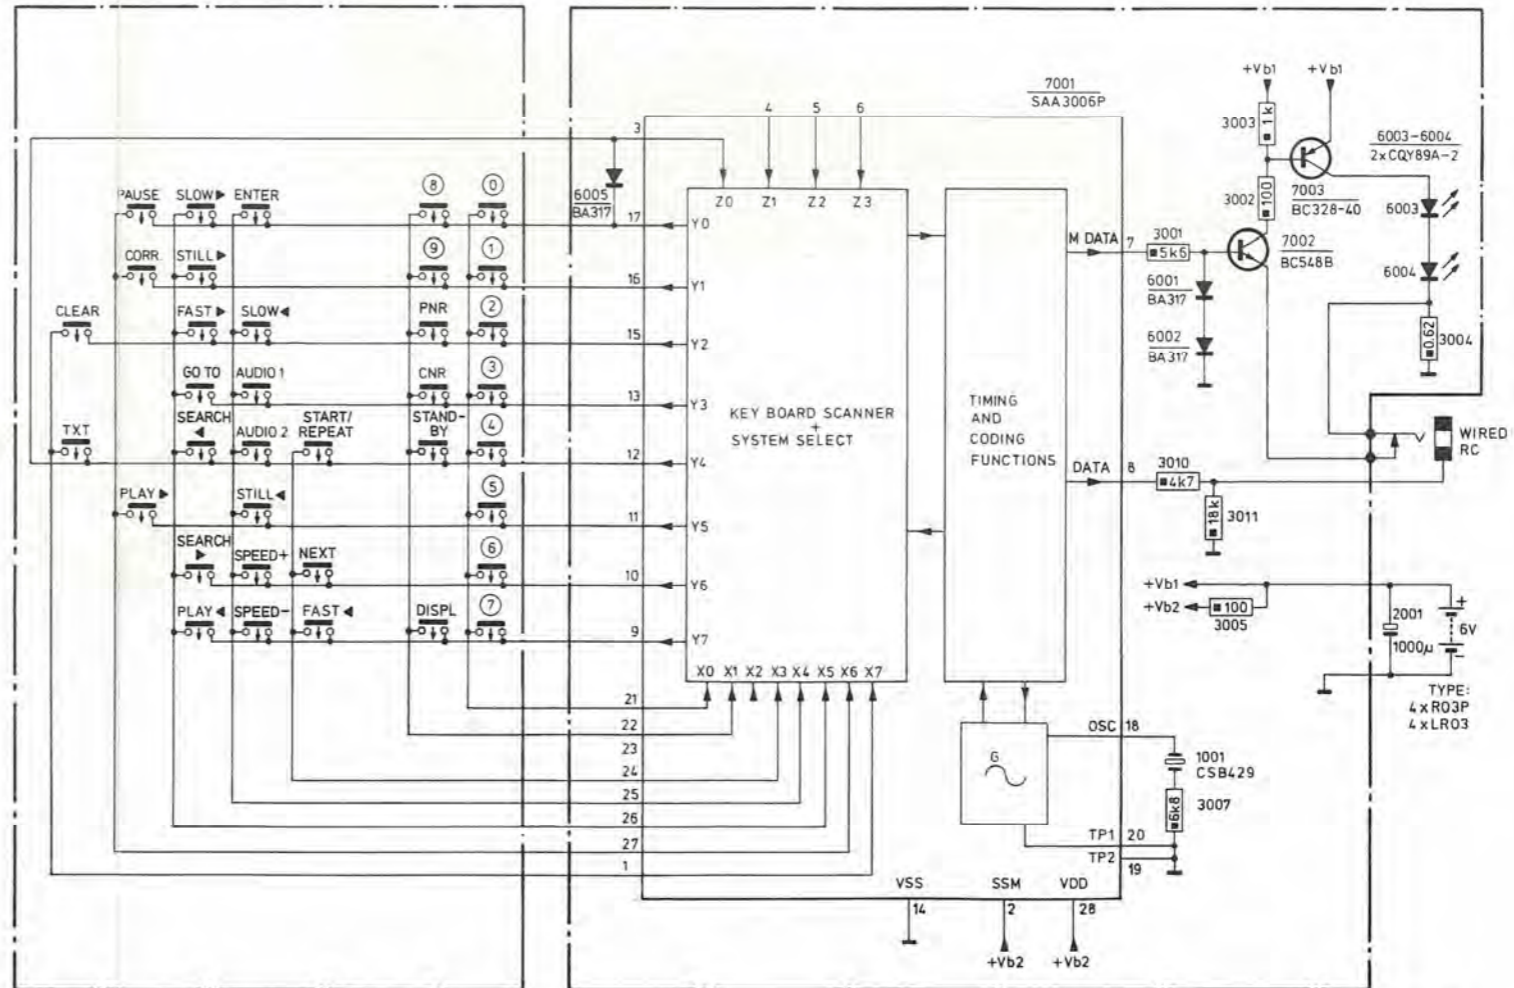 7001
SAA3006P
+Vb1
+Vb1
3003
1k
6003-6004
2xCQY89A-2
7003
BC328-40
3002
100
6003
7002
BC548B
6004
3004
0.62
3
4
5
6
6005
BA317
Z0
Z1
Z2
Z3
PAUSE
SLOW▶
ENTER
8
0
17
Y0
CORR.
STILL▶
9
1
16
Y1
CLEAR
FAST▶
SLOW◀
PNR
2
15
Y2
GO TO
AUDIO 1
CNR
3
13
Y3
TXT
SEARCH
◀
AUDIO 2
START/
REPEAT
STAND-
BY
4
12
Y4
PLAY▶
STILL◀
5
11
Y5
SEARCH
▶
SPEED+
NEXT
6
10
Y6
PLAY◀
SPEED-
FAST◀
DISPL
7
9
Y7
KEY BOARD SCANNER
+
SYSTEM SELECT
TIMING
AND
CODING
FUNCTIONS
M DATA
7
3001
5k6
6001
BA317
6002
BA317
DATA
8
3010
4k7
18k
3011
WIRED
RC
+Vb1
+Vb2
100
3005
2001
1000µ
+
6V
-
TYPE:
4xR03P
4xLR03
X0 X1 X2 X3 X4 X5 X6 X7
21
22
23
24
25
26
27
1
G
OSC
18
1001
CSB429
6k8
3007
TP1
20
TP2
19
VSS
SSM
VDD
14
2
28
+Vb2
+Vb2